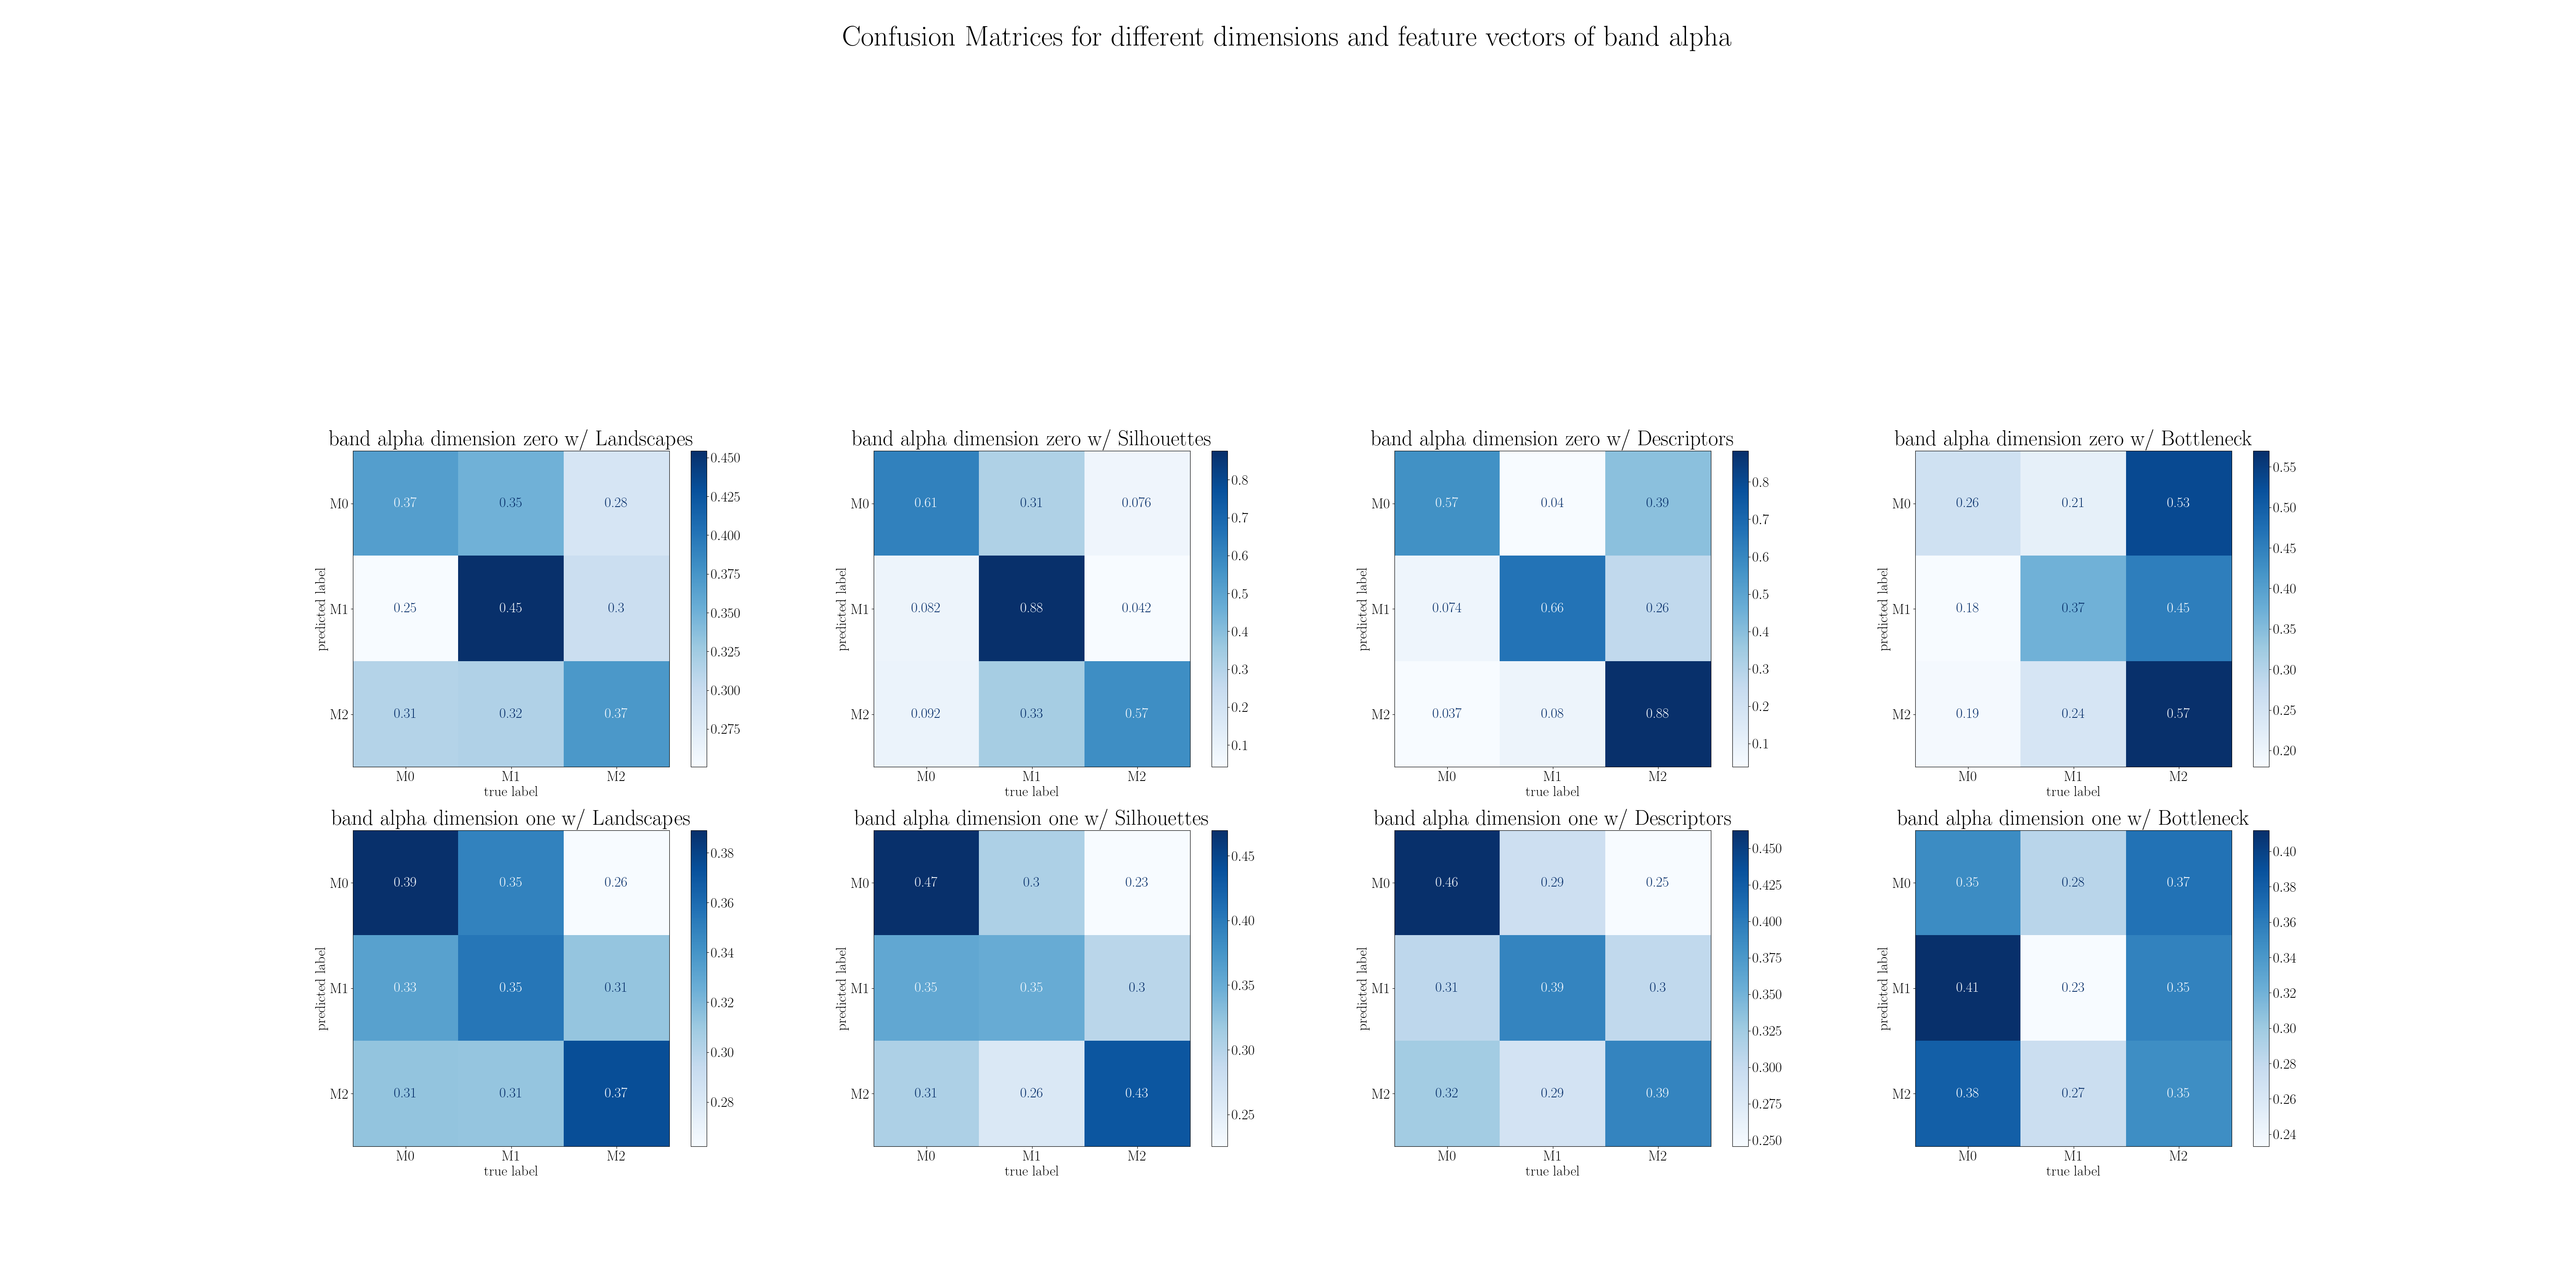 Confusion Matrices for different dimensions and feature vectors of band alpha
band alpha dimension zero w/ Landscapes
M0 0.37 0.35 0.28
M1 0.25 0.45 0.3
M2 0.31 0.32 0.37
M0 M1 M2
true label
predicted label
0.450
0.425
0.400
0.375
0.350
0.325
0.300
0.275
band alpha dimension zero w/ Silhouettes
M0 0.61 0.31 0.076
M1 0.082 0.88 0.042
M2 0.092 0.33 0.57
M0 M1 M2
true label
predicted label
0.8
0.7
0.6
0.5
0.4
0.3
0.2
0.1
band alpha dimension zero w/ Descriptors
M0 0.57 0.04 0.39
M1 0.074 0.66 0.26
M2 0.037 0.08 0.88
M0 M1 M2
true label
predicted label
0.8
0.7
0.6
0.5
0.4
0.3
0.2
0.1
band alpha dimension zero w/ Bottleneck
M0 0.26 0.21 0.53
M1 0.18 0.37 0.45
M2 0.19 0.24 0.57
M0 M1 M2
true label
predicted label
0.55
0.50
0.45
0.40
0.35
0.30
0.25
0.20
band alpha dimension one w/ Landscapes
M0 0.39 0.35 0.26
M1 0.33 0.35 0.31
M2 0.31 0.31 0.37
M0 M1 M2
true label
predicted label
0.38
0.36
0.34
0.32
0.30
0.28
band alpha dimension one w/ Silhouettes
M0 0.47 0.3 0.23
M1 0.35 0.35 0.3
M2 0.31 0.26 0.43
M0 M1 M2
true label
predicted label
0.45
0.40
0.35
0.30
0.25
band alpha dimension one w/ Descriptors
M0 0.46 0.29 0.25
M1 0.31 0.39 0.3
M2 0.32 0.29 0.39
M0 M1 M2
true label
predicted label
0.450
0.425
0.400
0.375
0.350
0.325
0.300
0.275
0.250
band alpha dimension one w/ Bottleneck
M0 0.35 0.28 0.37
M1 0.41 0.23 0.35
M2 0.38 0.27 0.35
M0 M1 M2
true label
predicted label
0.40
0.38
0.36
0.34
0.32
0.30
0.28
0.26
0.24